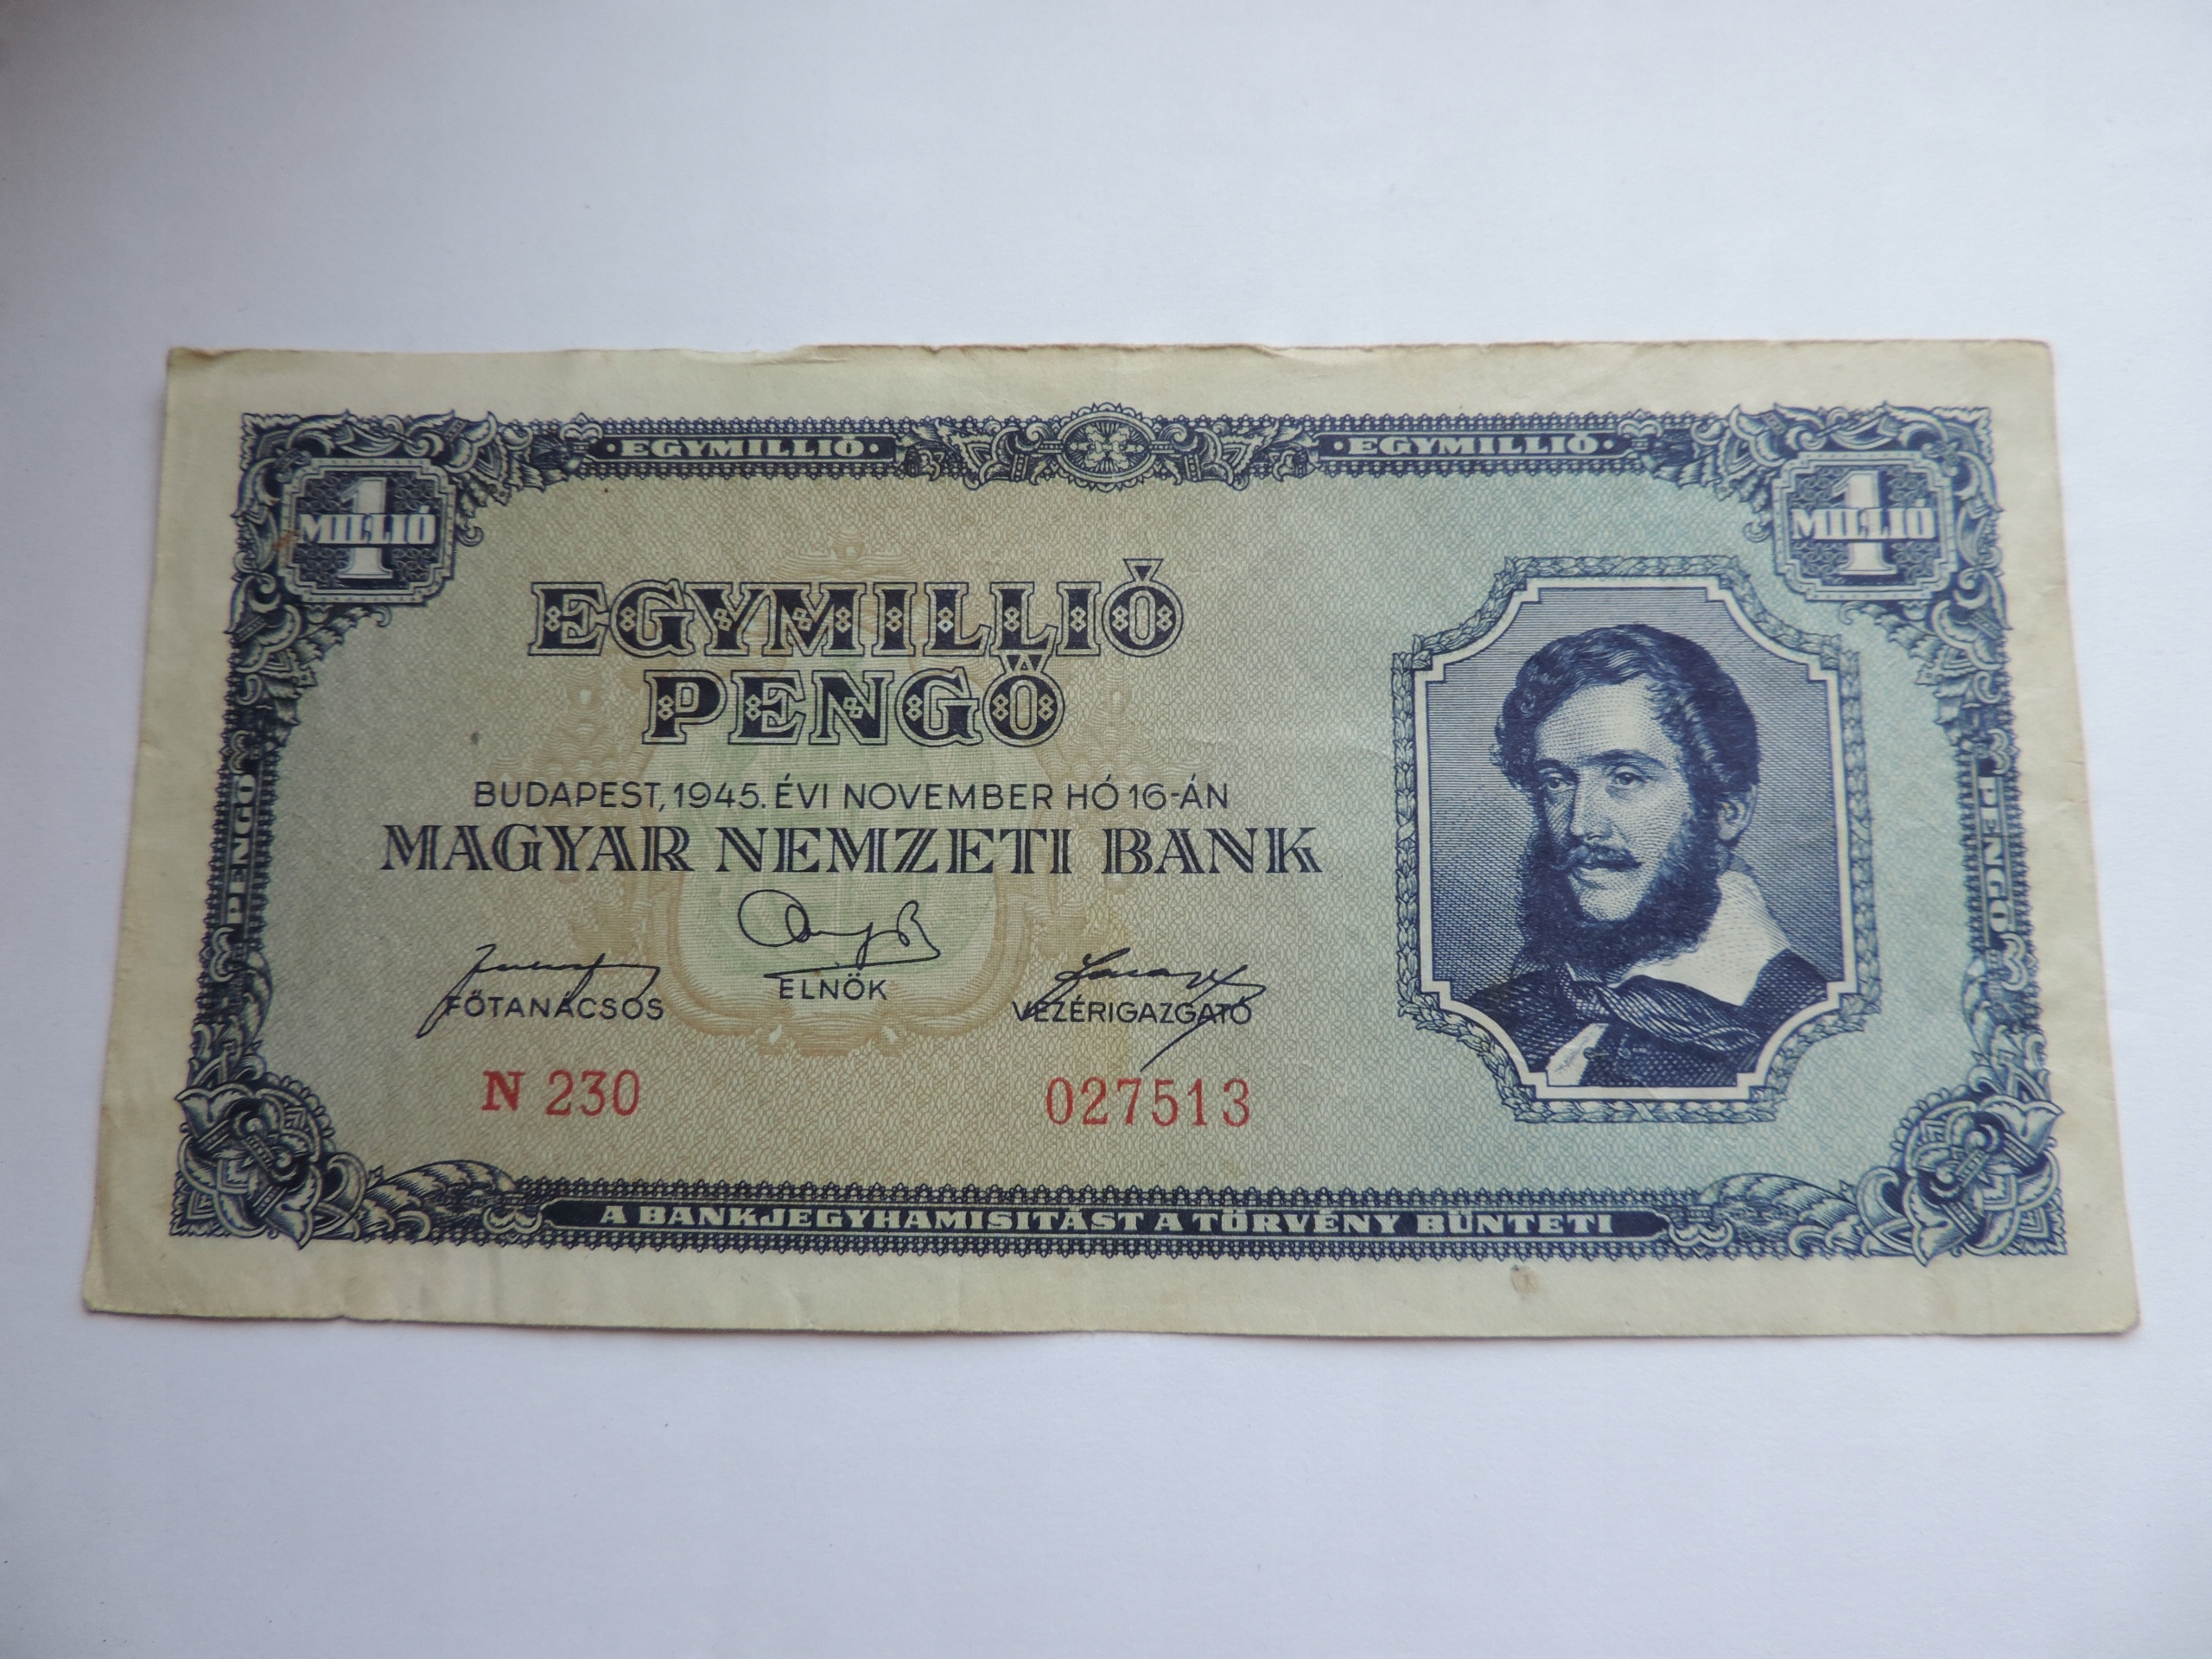 ·EGYMILLIÓ· ·EGYMILLIÓ·
1 MILLIÓ
1 MILLIÓ
EGYMILLIÓ
PENGŐ
BUDAPEST, 1945. ÉVI NOVEMBER HÓ 16-ÁN
MAGYAR NEMZETI BANK
FŐTANÁCSOS ELNÖK VEZÉRIGAZGATÓ
N 230 027513
PENGŐ
PENGŐ
A BANKJEGYHAMISITÁST A TÖRVÉNY BÜNTETI